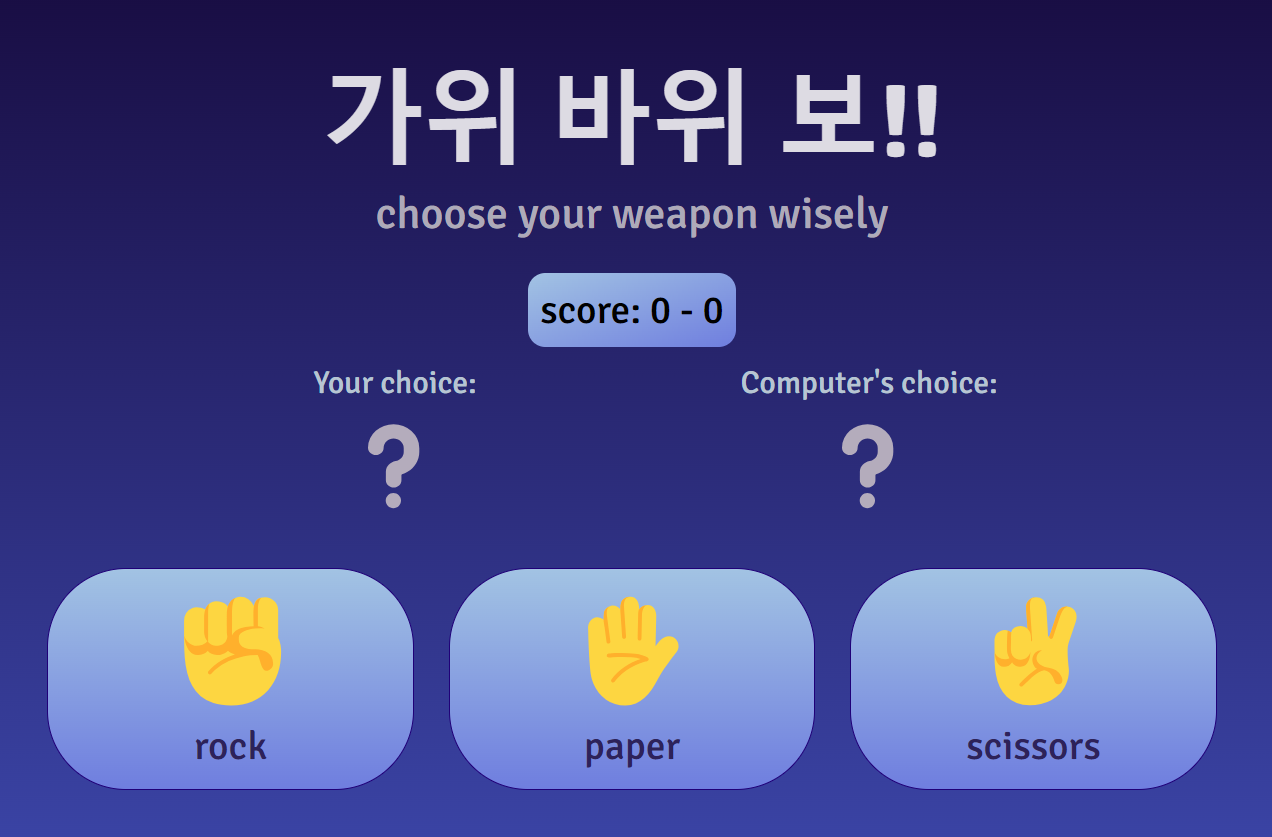 가위 바위 보!!
choose your weapon wisely
score: 0 - 0
Your choice:
Computer's choice:
?
?
rock
paper
scissors